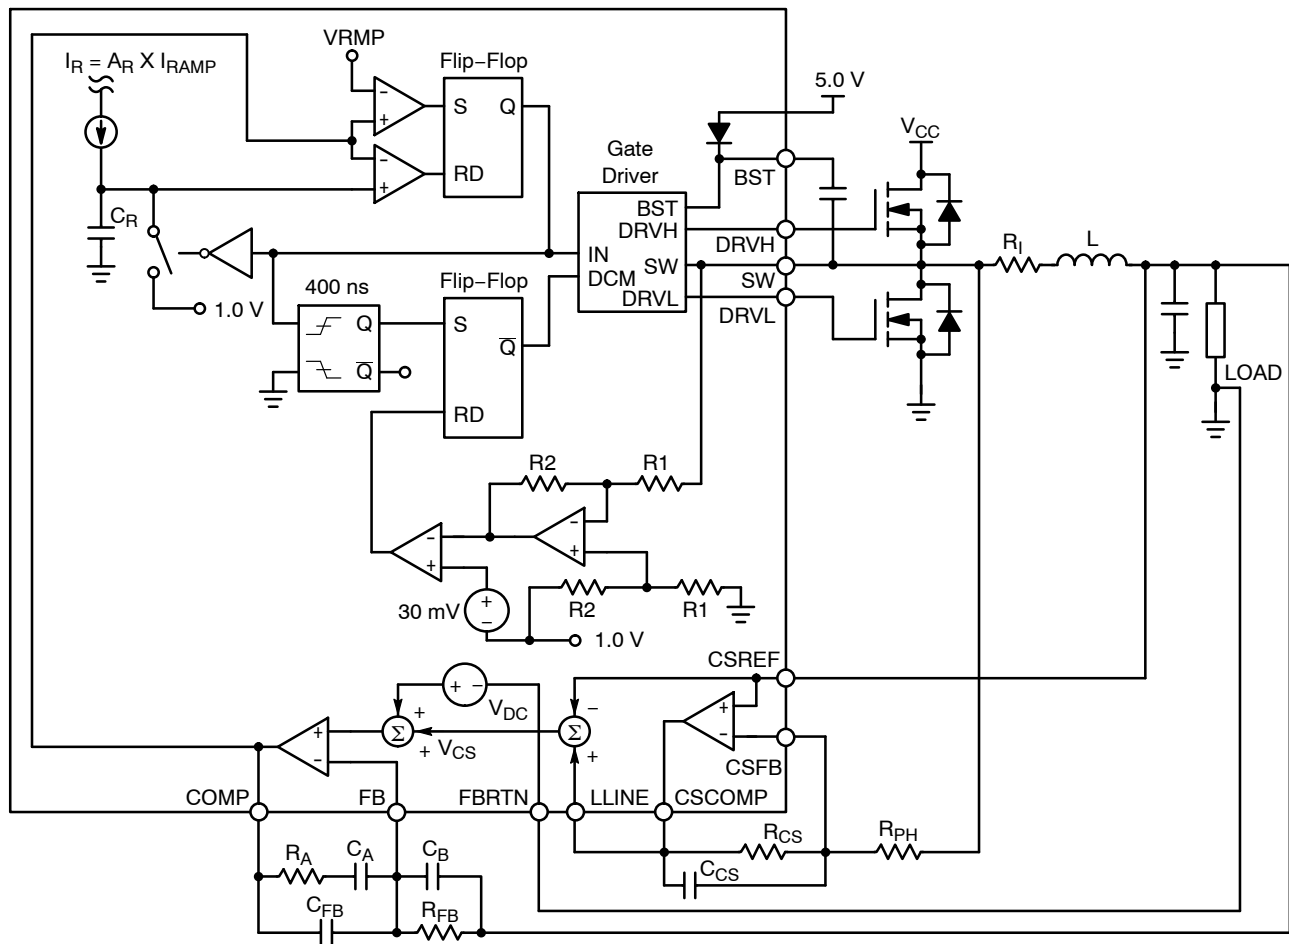 VRMP
I_R = A_R X I_RAMP
Flip−Flop
- 
+
S Q
RD
-
+
C_R
1.0 V
400 ns
Q
Q̅
Flip−Flop
S
Q̅
RD
Gate
Driver
BST
DRVH
IN
SW
DCM
DRVL
5.0 V
BST
DRVH
SW
DRVL
V_CC
R_I
L
LOAD
R2
R1
-
+
-
+
30 mV
+
−
R2
R1
1.0 V
CSREF
+ −
V_DC
+
Σ
+
V_CS
−
Σ
+
+
-
CSFB
+
-
COMP
FB
FBRTN
LLINE
CSCOMP
R_A
C_A
C_B
C_FB
R_FB
R_CS
R_PH
C_CS